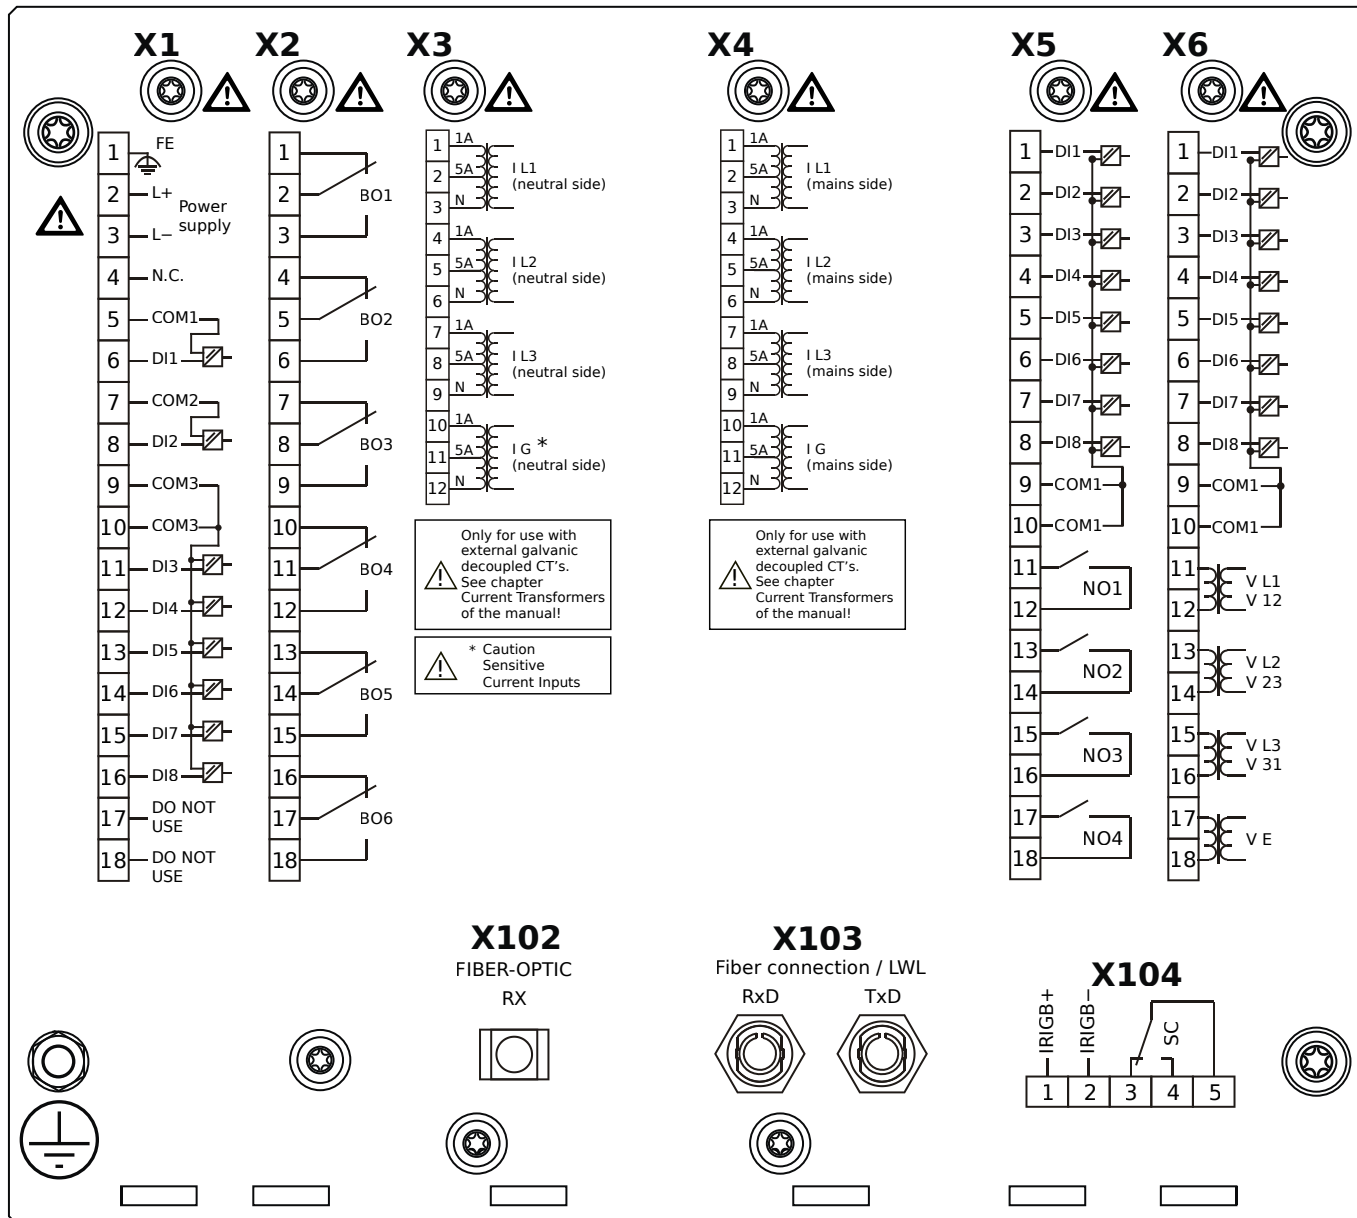 X1
X2
X3
X4
X5
X6
1
FE
2
L+
Power
supply
3
L−
4
N.C.
5
COM1
6
DI1
7
COM2
8
DI2
9
COM3
10
COM3
11
DI3
12
DI4
13
DI5
14
DI6
15
DI7
16
DI8
17
DO NOT
USE
18
DO NOT
USE
1
2
BO1
3
4
5
BO2
6
7
8
BO3
9
10
11
BO4
12
13
14
BO5
15
16
17
BO6
18
1
1A
2
5A
I L1
(neutral side)
3
N
4
1A
5
5A
I L2
(neutral side)
6
N
7
1A
8
5A
I L3
(neutral side)
9
N
10
1A
11
5A
I G *
(neutral side)
12
N
Only for use with
external galvanic
decoupled CT's.
See chapter
Current Transformers
of the manual!
* Caution
Sensitive
Current Inputs
1
1A
2
5A
I L1
(mains side)
3
N
4
1A
5
5A
I L2
(mains side)
6
N
7
1A
8
5A
I L3
(mains side)
9
N
10
1A
11
5A
I G
(mains side)
12
N
Only for use with
external galvanic
decoupled CT's.
See chapter
Current Transformers
of the manual!
1
DI1
2
DI2
3
DI3
4
DI4
5
DI5
6
DI6
7
DI7
8
DI8
9
COM1
10
COM1
11
NO1
12
13
NO2
14
15
NO3
16
17
NO4
18
1
DI1
2
DI2
3
DI3
4
DI4
5
DI5
6
DI6
7
DI7
8
DI8
9
COM1
10
COM1
11
V L1
V 12
12
13
V L2
V 23
14
15
V L3
V 31
16
17
V E
18
X102
FIBER-OPTIC
RX
X103
Fiber connection / LWL
RxD
TxD
X104
IRIGB+
IRIGB−
SC
1
2
3
4
5